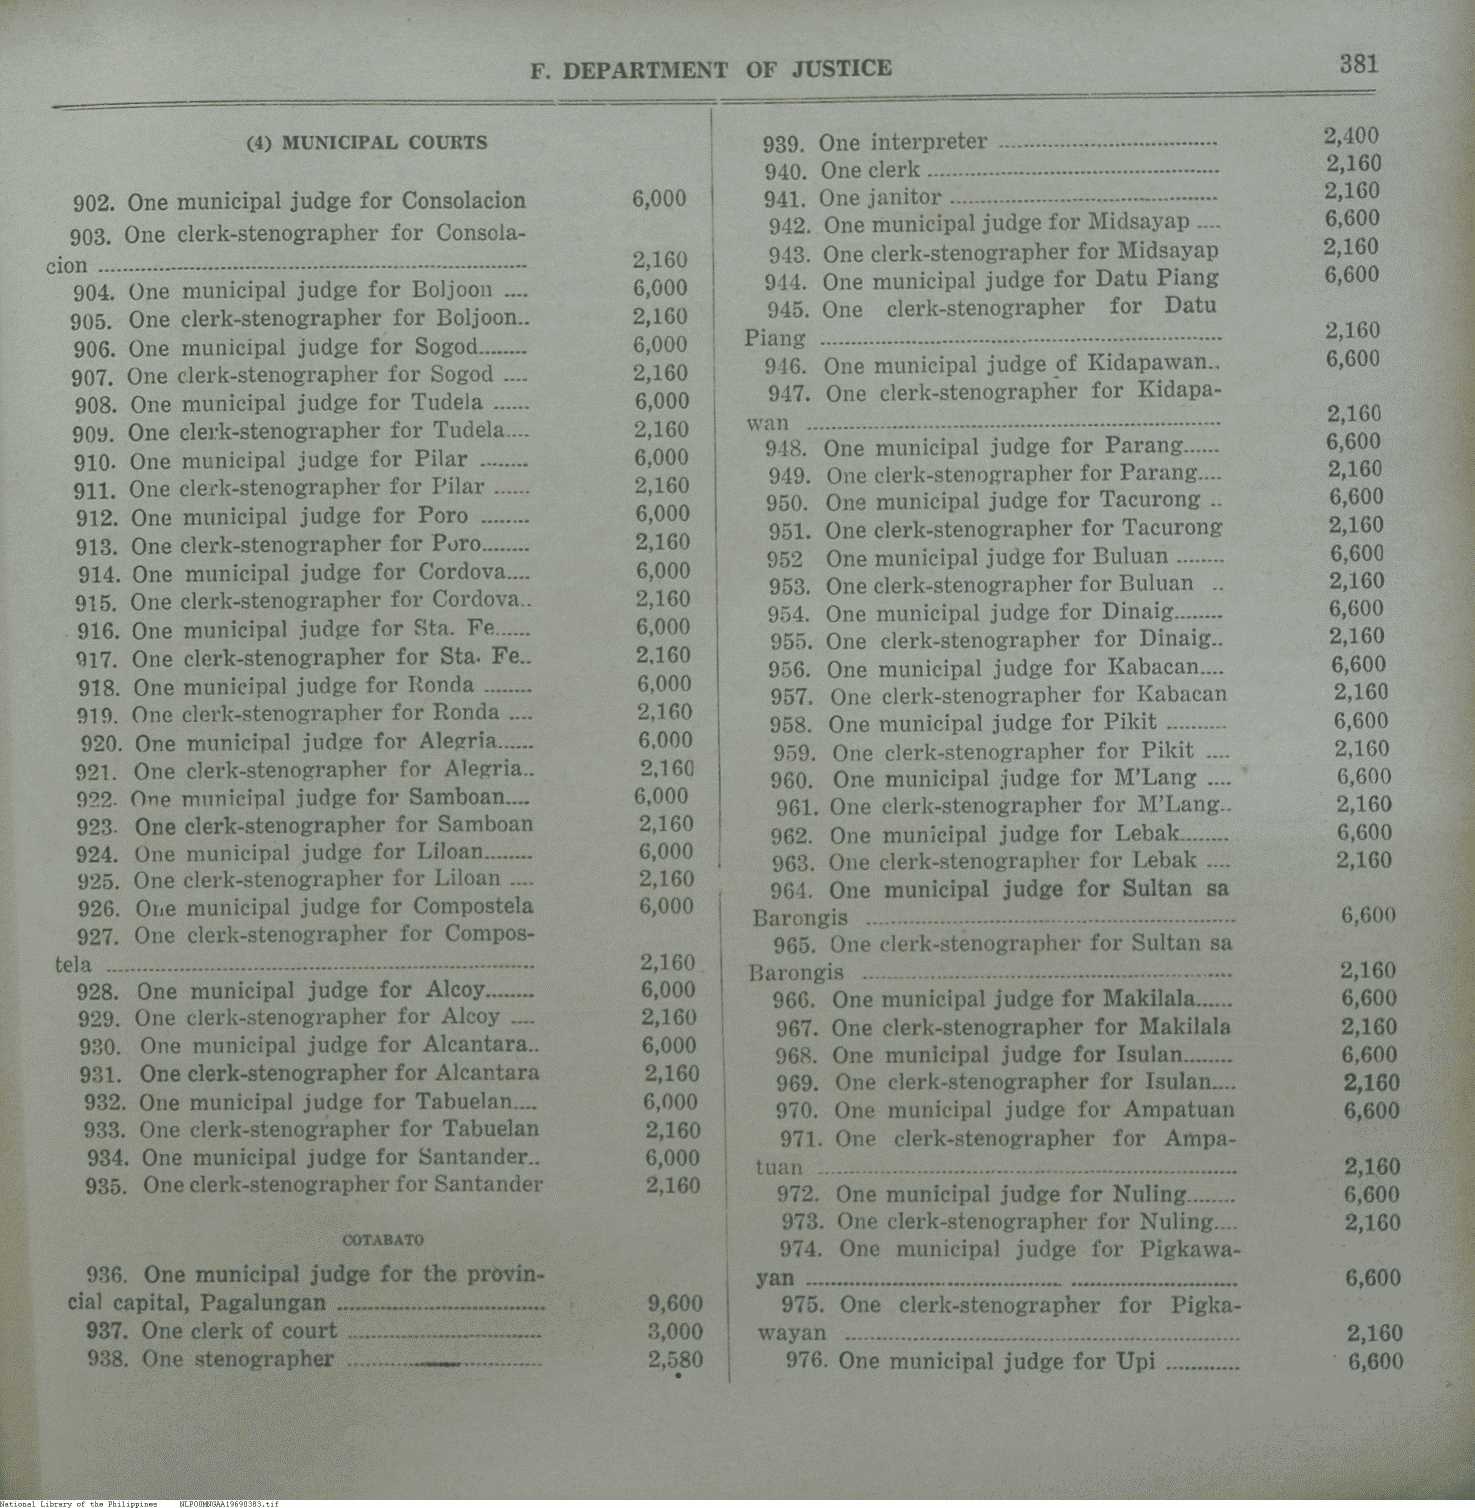 F. DEPARTMENT OF JUSTICE 381
(4) MUNICIPAL COURTS
902. One municipal judge for Consolacion 6,000
903. One clerk-stenographer for Consola-
cion .......... 2,160
904. One municipal judge for Boljoon .... 6,000
905. One clerk-stenographer for Boljoon.. 2,160
906. One municipal judge for Sogod........ 6,000
907. One clerk-stenographer for Sogod .... 2,160
908. One municipal judge for Tudela ...... 6,000
909. One clerk-stenographer for Tudela.... 2,160
910. One municipal judge for Pilar ........ 6,000
911. One clerk-stenographer for Pilar ...... 2,160
912. One municipal judge for Poro ........ 6,000
913. One clerk-stenographer for Poro........ 2,160
914. One municipal judge for Cordova.... 6,000
915. One clerk-stenographer for Cordova.. 2,160
916. One municipal judge for Sta. Fe...... 6,000
917. One clerk-stenographer for Sta. Fe.. 2,160
918. One municipal judge for Ronda ........ 6,000
919. One clerk-stenographer for Ronda .... 2,160
920. One municipal judge for Alegria...... 6,000
921. One clerk-stenographer for Alegria.. 2,160
922. One municipal judge for Samboan.... 6,000
923. One clerk-stenographer for Samboan 2,160
924. One municipal judge for Liloan........ 6,000
925. One clerk-stenographer for Liloan .... 2,160
926. One municipal judge for Compostela 6,000
927. One clerk-stenographer for Compos-
tela .......... 2,160
928. One municipal judge for Alcoy........ 6,000
929. One clerk-stenographer for Alcoy .... 2,160
930. One municipal judge for Alcantara.. 6,000
931. One clerk-stenographer for Alcantara 2,160
932. One municipal judge for Tabuelan.... 6,000
933. One clerk-stenographer for Tabuelan 2,160
934. One municipal judge for Santander.. 6,000
935. One clerk-stenographer for Santander 2,160
COTABATO
936. One municipal judge for the provin-
cial capital, Pagalungan .......... 9,600
937. One clerk of court .......... 3,000
938. One stenographer .......... 2,580
939. One interpreter .......... 2,400
940. One clerk .......... 2,160
941. One janitor .......... 2,160
942. One municipal judge for Midsayap .... 6,600
943. One clerk-stenographer for Midsayap 2,160
944. One municipal judge for Datu Piang 6,600
945. One clerk-stenographer for Datu
Piang .......... 2,160
946. One municipal judge of Kidapawan.. 6,600
947. One clerk-stenographer for Kidapa-
wan .......... 2,160
948. One municipal judge for Parang...... 6,600
949. One clerk-stenographer for Parang.... 2,160
950. One municipal judge for Tacurong .. 6,600
951. One clerk-stenographer for Tacurong 2,160
952 One municipal judge for Buluan ........ 6,600
953. One clerk-stenographer for Buluan .. 2,160
954. One municipal judge for Dinaig........ 6,600
955. One clerk-stenographer for Dinaig.. 2,160
956. One municipal judge for Kabacan.... 6,600
957. One clerk-stenographer for Kabacan 2,160
958. One municipal judge for Pikit .......... 6,600
959. One clerk-stenographer for Pikit .... 2,160
960. One municipal judge for M'Lang .... 6,600
961. One clerk-stenographer for M'Lang.. 2,160
962. One municipal judge for Lebak........ 6,600
963. One clerk-stenographer for Lebak .... 2,160
964. One municipal judge for Sultan sa
Barongis .......... 6,600
965. One clerk-stenographer for Sultan sa
Barongis .......... 2,160
966. One municipal judge for Makilala...... 6,600
967. One clerk-stenographer for Makilala 2,160
968. One municipal judge for Isulan........ 6,600
969. One clerk-stenographer for Isulan.... 2,160
970. One municipal judge for Ampatuan 6,600
971. One clerk-stenographer for Ampa-
tuan .......... 2,160
972. One municipal judge for Nuling........ 6,600
973. One clerk-stenographer for Nuling.... 2,160
974. One municipal judge for Pigkawa-
yan .......... 6,600
975. One clerk-stenographer for Pigka-
wayan .......... 2,160
976. One municipal judge for Upi ............ 6,600
National Library of the Philippines NLPOOMNGAA19690383.tif